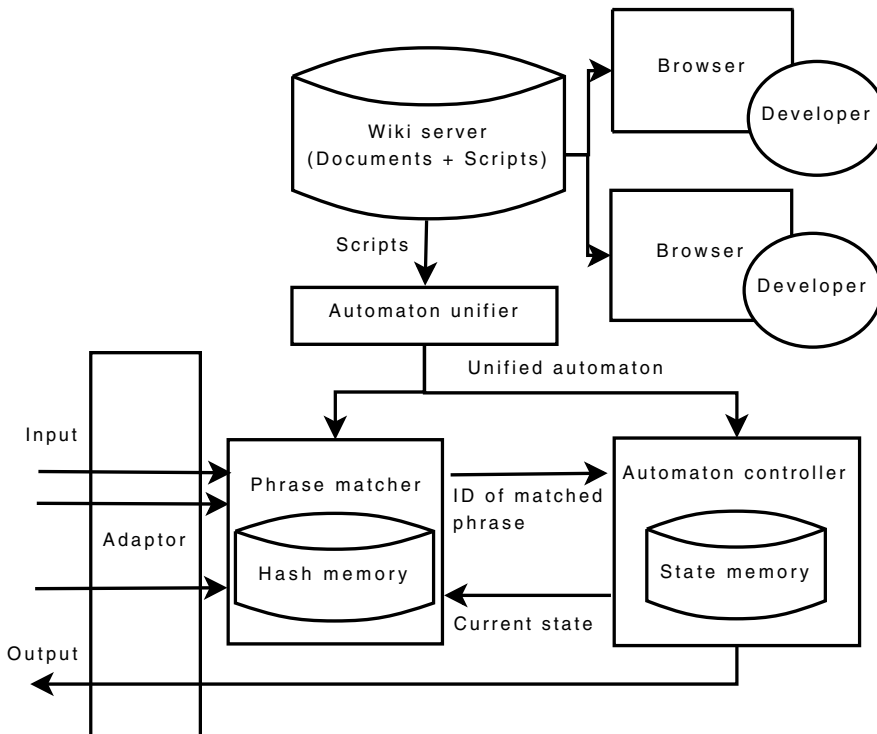 Browser
Developer
Wiki server
(Documents + Scripts)
Browser
Developer
Scripts
Automaton unifier
Unified automaton
Input
Phrase matcher
ID of matched
phrase
Automaton controller
Adaptor
Hash memory
State memory
Current state
Output